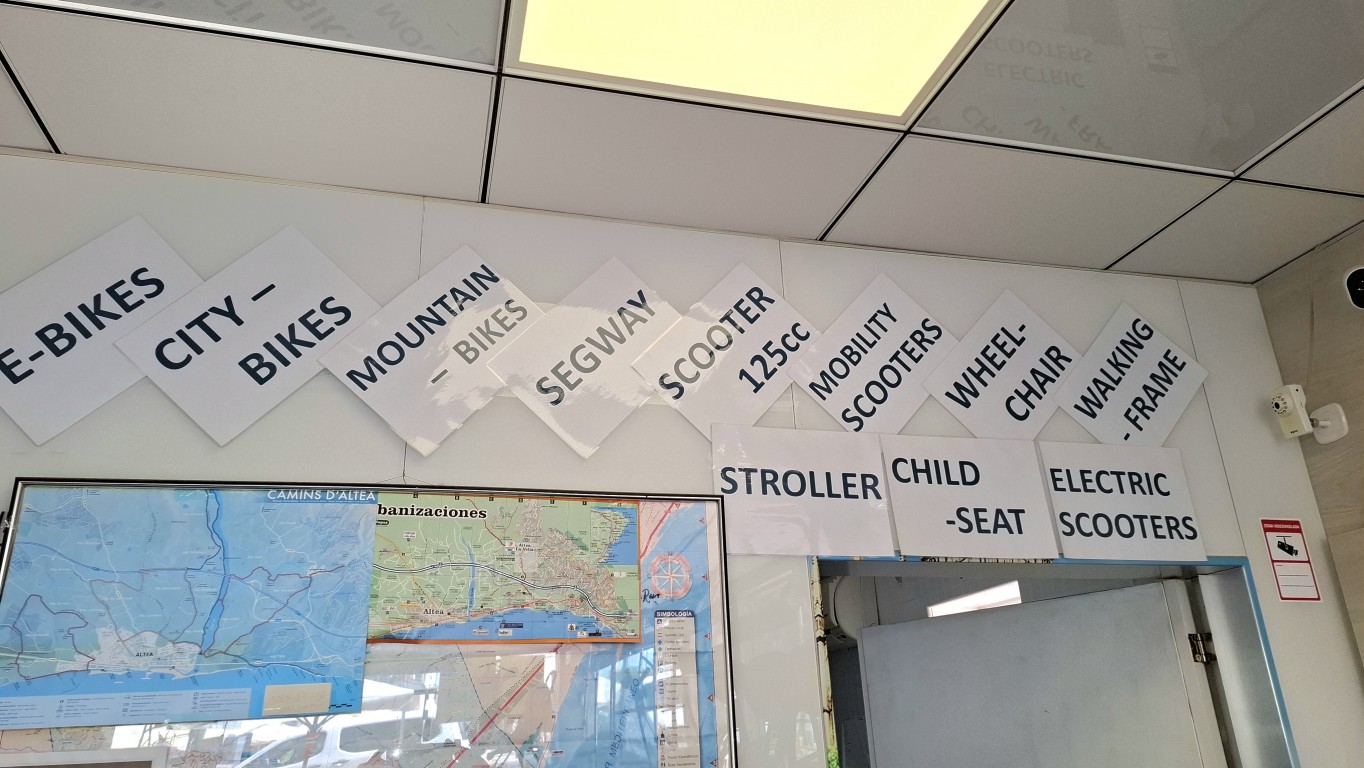 E-BIKES
CITY –
BIKES
MOUNTAIN
– BIKES
SEGWAY
SCOOTER
125cc
MOBILITY
SCOOTERS
WHEEL-
CHAIR
WALKING
- FRAME
STROLLER
CHILD
-SEAT
ELECTRIC
SCOOTERS
CAMINS D'ALTEA
banizaciones
Altea
ALTEA
SIMBOLOGÍA